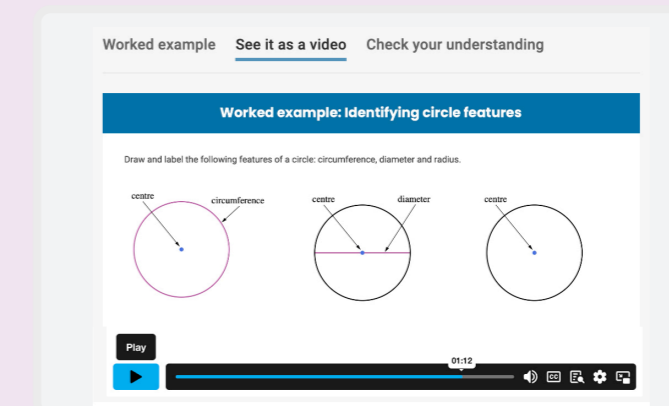 Worked example See it as a video Check your understanding
Worked example: Identifying circle features
Draw and label the following features of a circle: circumference, diameter and radius.
centre circumference centre diameter centre
Play
01:12
CC